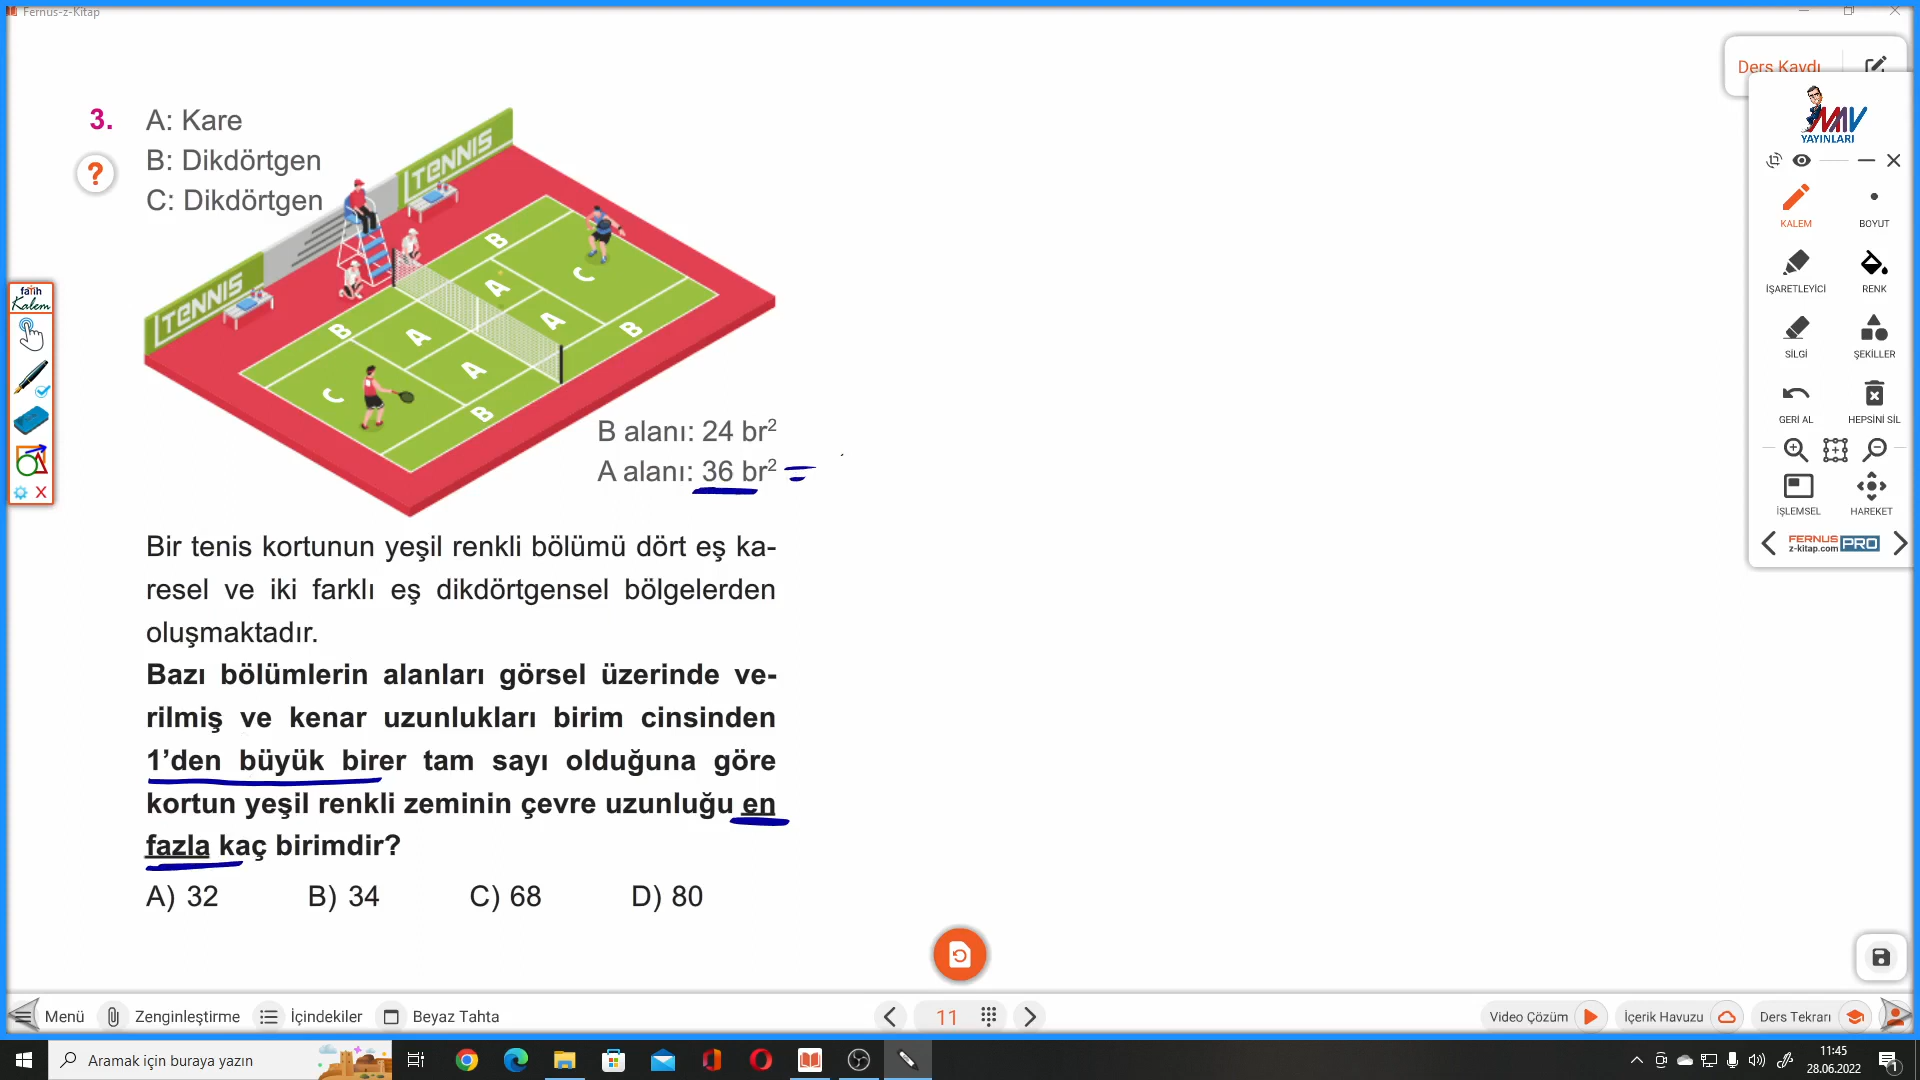 Fernus-z-Kitap
Ders Kaydı
3.
A: Kare
B: Dikdörtgen
C: Dikdörtgen
?
TENNIS
TENNIS
B
A
C
A
B
B
A
A
C
B
B alanı: 24 br²
A alanı: 36 br²
Bir tenis kortunun yeşil renkli bölümü dört eş ka-
resel ve iki farklı eş dikdörtgensel bölgelerden
oluşmaktadır.
Bazı bölümlerin alanları görsel üzerinde ve-
rilmiş ve kenar uzunlukları birim cinsinden
1’den büyük birer tam sayı olduğuna göre
kortun yeşil renkli zeminin çevre uzunluğu en
fazla kaç birimdir?
A) 32 B) 34 C) 68 D) 80
fatih
Kalem
X
MAV
YAYINLARI
KALEM BOYUT
İŞARETLEYİCİ RENK
SİLGİ ŞEKİLLER
GERİ AL HEPSİNİ SİL
İŞLEMSEL HAREKET
FERNUS
z-kitap.com PRO
Menü Zenginleştirme İçindekiler Beyaz Tahta 11 Video Çözüm İçerik Havuzu Ders Tekrarı
Aramak için buraya yazın
11:45
28.06.2022
1